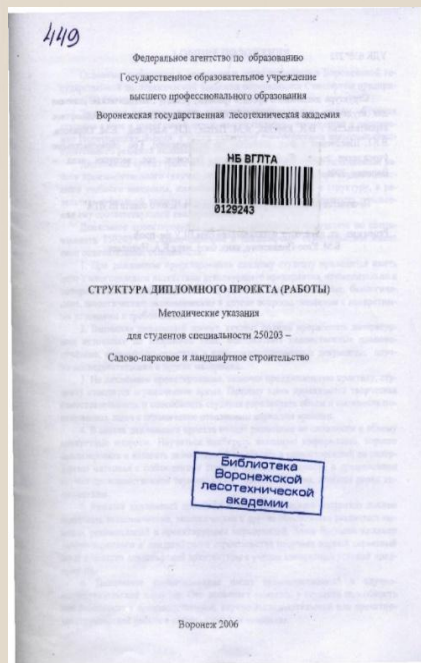 449
Федеральное агентство по образованию
Государственное образовательное учреждение
высшего профессионального образования
Воронежская государственная лесотехническая академия
НБ ВГЛТА
0129243
СТРУКТУРА ДИПЛОМНОГО ПРОЕКТА (РАБОТЫ)
Методические указания
для студентов специальности 250203 –
Садово-парковое и ландшафтное строительство
Библиотека
Воронежской
лесотехнической
академии
Воронеж 2006